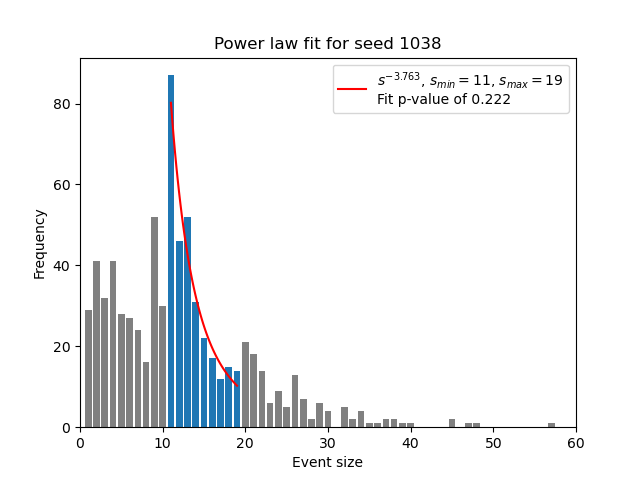 Power law fit for seed 1038
s^{-3.763}, s_{min} = 11, s_{max} = 19
Fit p-value of 0.222
Frequency
80
60
40
20
0
0 10 20 30 40 50 60
Event size